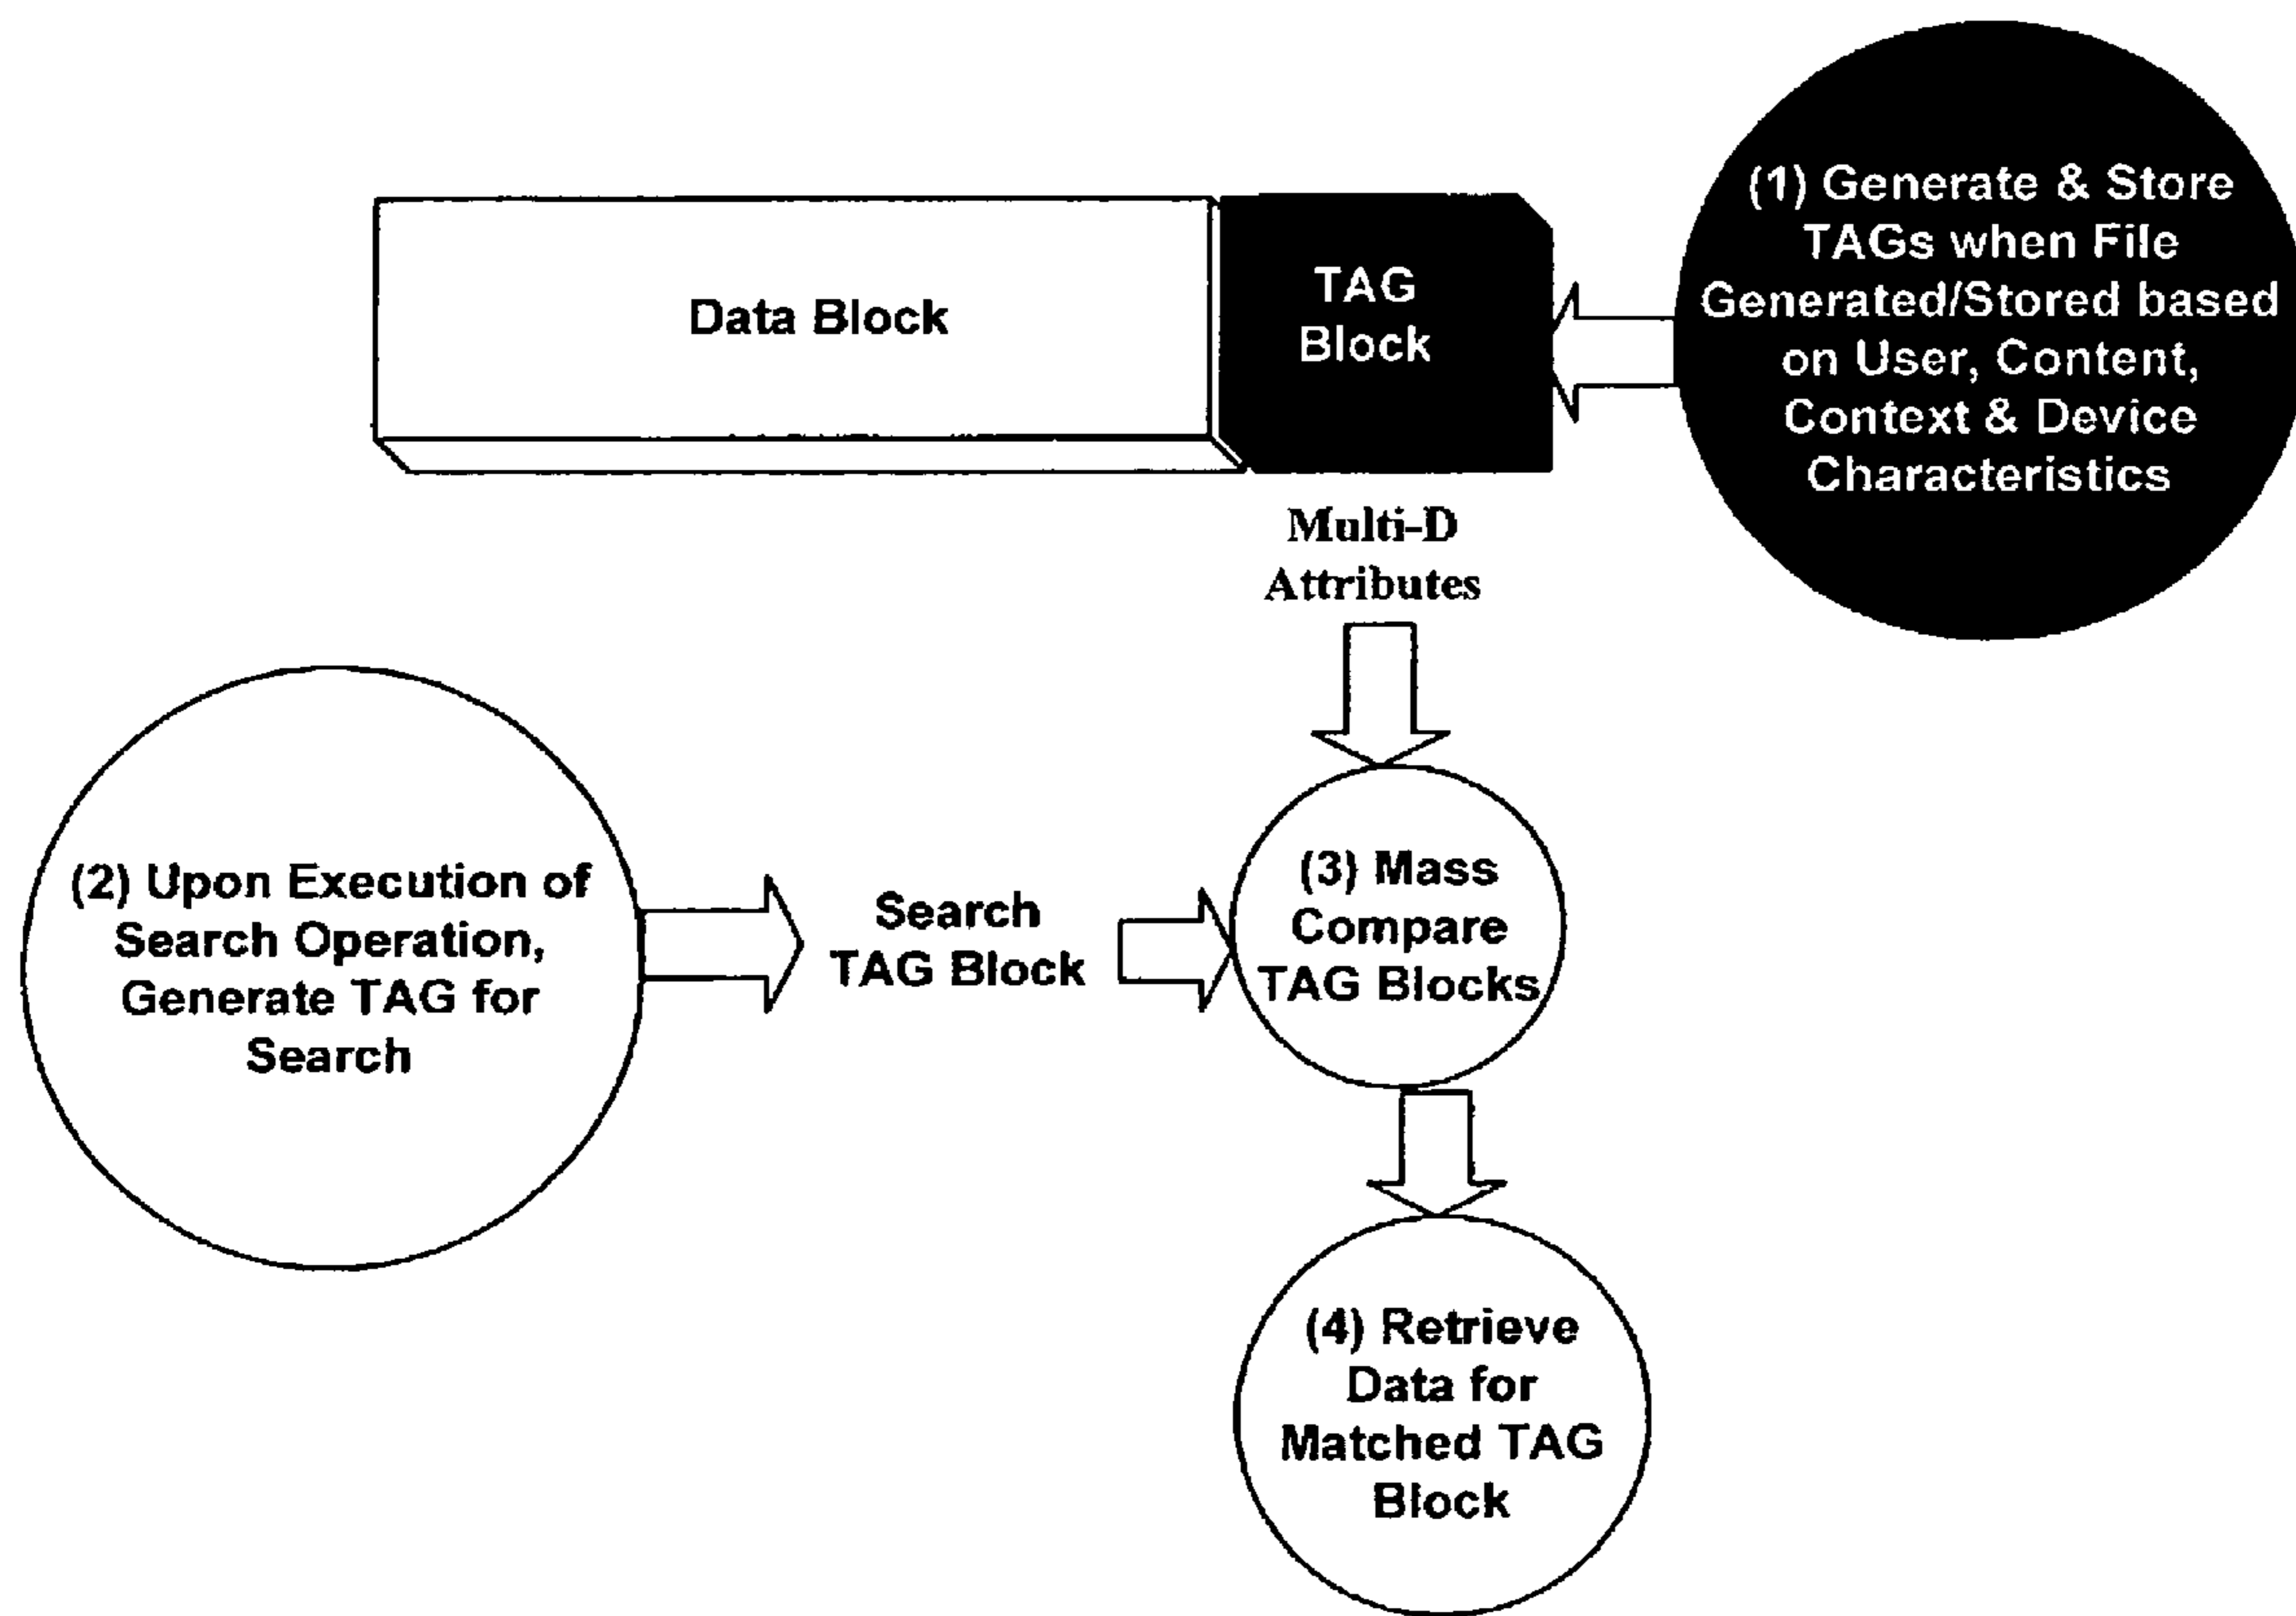 (1) Generate & Store
TAGs when File
Generated/Stored based
on User, Content,
Context & Device
Characteristics
Data Block
TAG
Block
Multi-D
Attributes
(2) Upon Execution of
Search Operation,
Generate TAG for
Search
Search
TAG Block
(3) Mass
Compare
TAG Blocks
(4) Retrieve
Data for
Matched TAG
Block